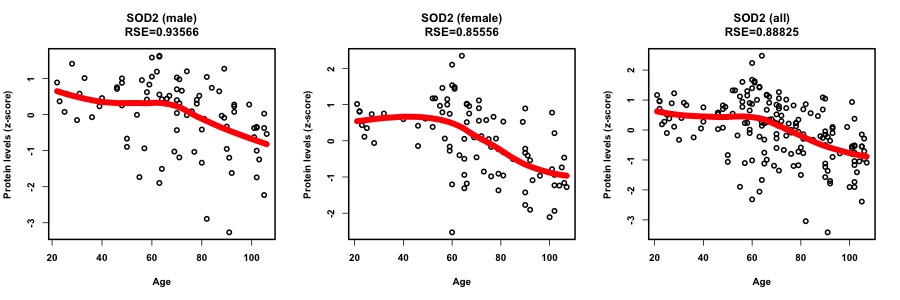 SOD2 (male)
RSE=0.93566
Protein levels (z-score)
1
0
-1
-2
-3
20 40 60 80 100
Age
SOD2 (female)
RSE=0.85556
Protein levels (z-score)
2
1
0
-1
-2
20 40 60 80 100
Age
SOD2 (all)
RSE=0.88825
Protein levels (z-score)
2
1
0
-1
-2
-3
20 40 60 80 100
Age